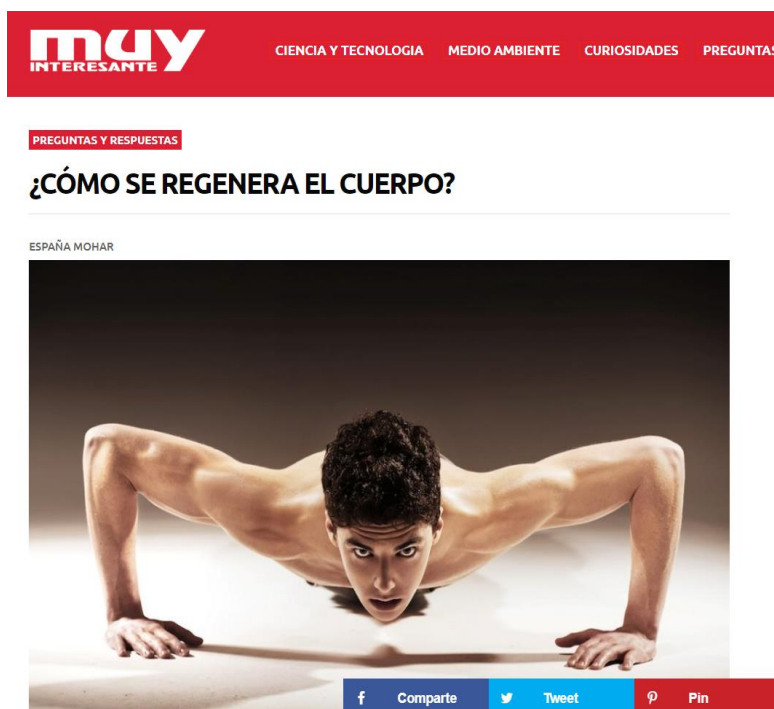 muy
INTERESANTE
CIENCIA Y TECNOLOGIA MEDIO AMBIENTE CURIOSIDADES PREGUNTAS
PREGUNTAS Y RESPUESTAS
¿CÓMO SE REGENERA EL CUERPO?
ESPAÑA MOHAR
Comparte Tweet Pin